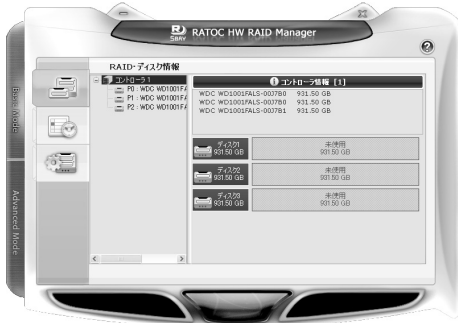 RATOC HW RAID Manager
RAID・ディスク情報
コントローラ 1
P0 : WDC WD1001FA
P1 : WDC WD1001FA
P2 : WDC WD1001FA
コントローラ情報 [1]
WDC WD1001FALS-00J7B0 931.50 GB
WDC WD1001FALS-00J7B0 931.50 GB
WDC WD1001FALS-00J7B1 931.50 GB
ディスク1
931.50 GB
未使用
931.50 GB
ディスク2
931.50 GB
未使用
931.50 GB
ディスク3
931.50 GB
未使用
931.50 GB
Basic Mode
Advanced Mode